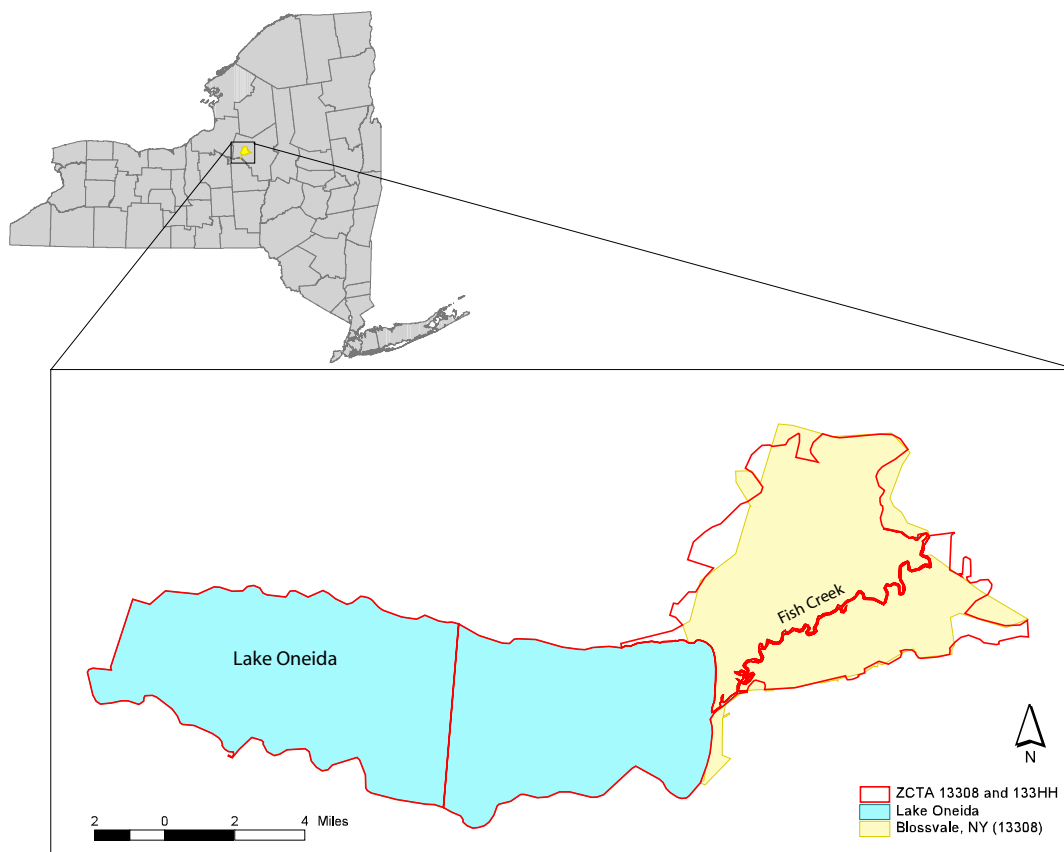 Fish Creek
Lake Oneida
N
2 0 2 4 Miles
ZCTA 13308 and 133HH
Lake Oneida
Blossvale, NY (13308)